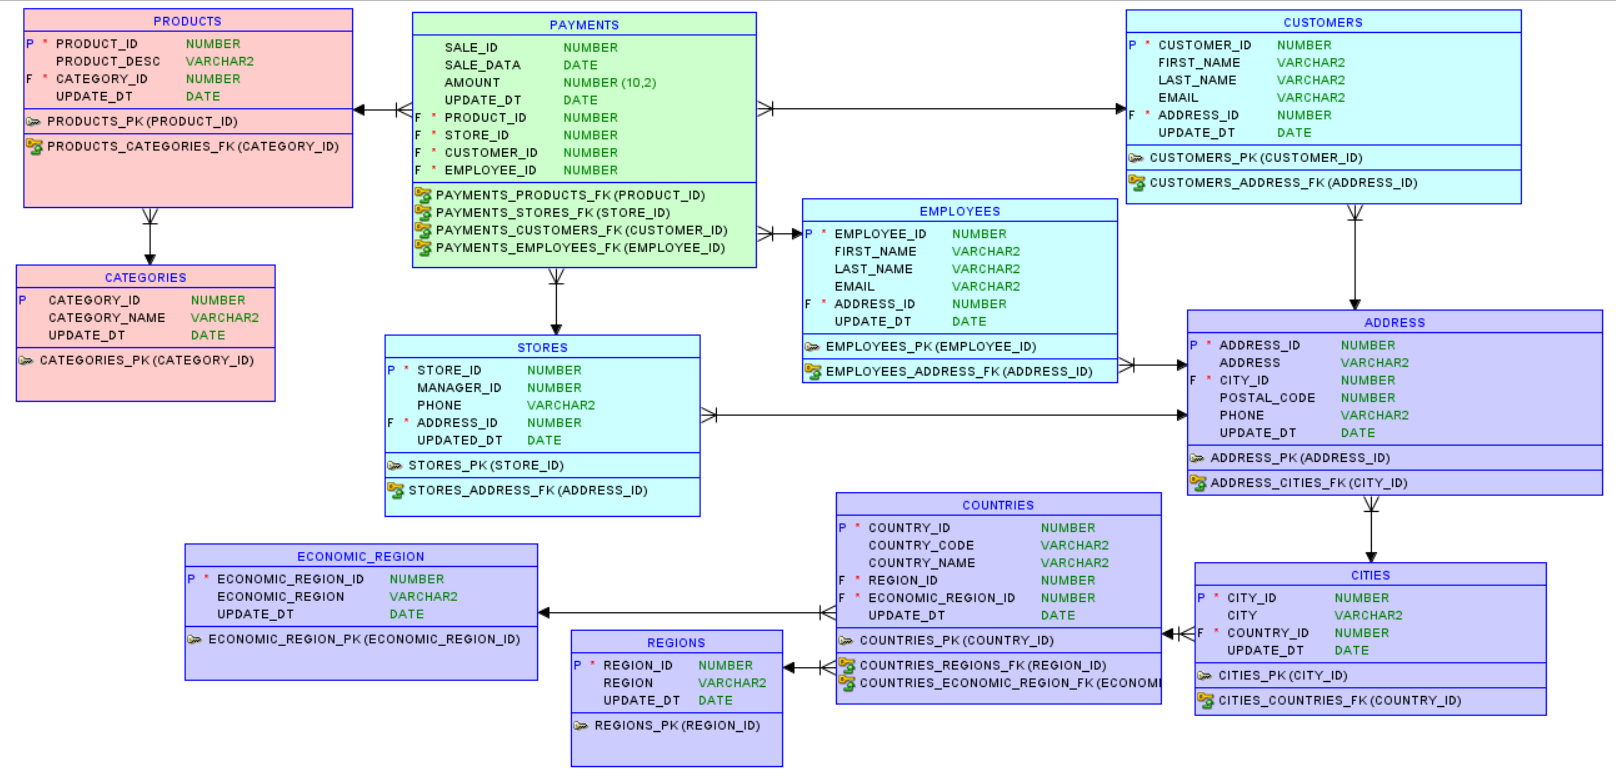 PRODUCTS
P * PRODUCT_ID NUMBER
PRODUCT_DESC VARCHAR2
F * CATEGORY_ID NUMBER
UPDATE_DT DATE
PRODUCTS_PK (PRODUCT_ID)
PRODUCTS_CATEGORIES_FK (CATEGORY_ID)
PAYMENTS
SALE_ID NUMBER
SALE_DATA DATE
AMOUNT NUMBER (10,2)
UPDATE_DT DATE
F * PRODUCT_ID NUMBER
F * STORE_ID NUMBER
F * CUSTOMER_ID NUMBER
F * EMPLOYEE_ID NUMBER
PAYMENTS_PRODUCTS_FK (PRODUCT_ID)
PAYMENTS_STORES_FK (STORE_ID)
PAYMENTS_CUSTOMERS_FK (CUSTOMER_ID)
PAYMENTS_EMPLOYEES_FK (EMPLOYEE_ID)
CUSTOMERS
P * CUSTOMER_ID NUMBER
FIRST_NAME VARCHAR2
LAST_NAME VARCHAR2
EMAIL VARCHAR2
F * ADDRESS_ID NUMBER
UPDATE_DT DATE
CUSTOMERS_PK (CUSTOMER_ID)
CUSTOMERS_ADDRESS_FK (ADDRESS_ID)
EMPLOYEES
P * EMPLOYEE_ID NUMBER
FIRST_NAME VARCHAR2
LAST_NAME VARCHAR2
EMAIL VARCHAR2
F * ADDRESS_ID NUMBER
UPDATE_DT DATE
EMPLOYEES_PK (EMPLOYEE_ID)
EMPLOYEES_ADDRESS_FK (ADDRESS_ID)
CATEGORIES
P CATEGORY_ID NUMBER
CATEGORY_NAME VARCHAR2
UPDATE_DT DATE
CATEGORIES_PK (CATEGORY_ID)
STORES
P * STORE_ID NUMBER
MANAGER_ID NUMBER
PHONE VARCHAR2
F * ADDRESS_ID NUMBER
UPDATED_DT DATE
STORES_PK (STORE_ID)
STORES_ADDRESS_FK (ADDRESS_ID)
ADDRESS
P * ADDRESS_ID NUMBER
ADDRESS VARCHAR2
F * CITY_ID NUMBER
POSTAL_CODE NUMBER
PHONE VARCHAR2
UPDATE_DT DATE
ADDRESS_PK (ADDRESS_ID)
ADDRESS_CITIES_FK (CITY_ID)
COUNTRIES
P * COUNTRY_ID NUMBER
COUNTRY_CODE VARCHAR2
COUNTRY_NAME VARCHAR2
F * REGION_ID NUMBER
F * ECONOMIC_REGION_ID NUMBER
UPDATE_DT DATE
COUNTRIES_PK (COUNTRY_ID)
COUNTRIES_REGIONS_FK (REGION_ID)
COUNTRIES_ECONOMIC_REGION_FK (ECONOMI
ECONOMIC_REGION
P * ECONOMIC_REGION_ID NUMBER
ECONOMIC_REGION VARCHAR2
UPDATE_DT DATE
ECONOMIC_REGION_PK (ECONOMIC_REGION_ID)
REGIONS
P * REGION_ID NUMBER
REGION VARCHAR2
UPDATE_DT DATE
REGIONS_PK (REGION_ID)
CITIES
P * CITY_ID NUMBER
CITY VARCHAR2
F * COUNTRY_ID NUMBER
UPDATE_DT DATE
CITIES_PK (CITY_ID)
CITIES_COUNTRIES_FK (COUNTRY_ID)